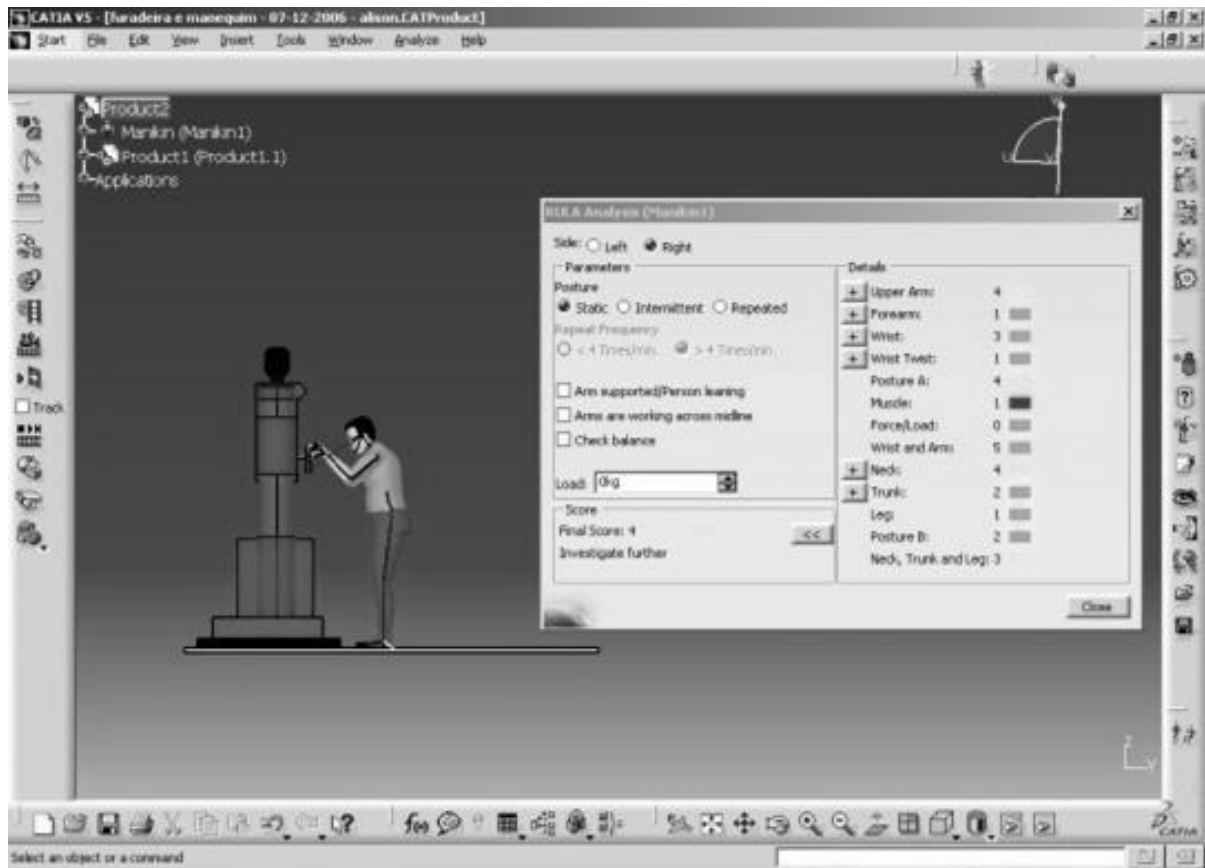 CATIA V5 - [furadeira e manequim - 07-12-2006 - alison.CATProduct]
Start File Edit View Insert Tools Window Analyze Help
Product2
Manikin (Manikin1)
Product1 (Product1.1)
Applications
Track
RULA Analysis (Manikin1)
Side: Left Right
Parameters
Posture
Static Intermittent Repeated
Repeat Frequency
< 4 Times/min. > 4 Times/min.
Arm supported/Person leaning
Arms are working across midline
Check balance
Load: 0kg
Score
Final Score: 4
Investigate further
<<
Details
+ Upper Arm: 4
+ Forearm: 1
+ Wrist: 3
+ Wrist Twist: 1
Posture A: 4
Muscle: 1
Force/Load: 0
Wrist and Arm: 5
+ Neck: 4
+ Trunk: 2
Leg: 1
Posture B: 2
Neck, Trunk and Leg: 3
Close
z
y
f(x)
CATIA
Select an object or a command